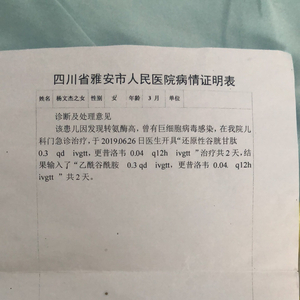 四川省雅安市人民医院病情证明表
姓名 杨文杰之女 性别 女 年龄 3 月 单位
诊断及处理意见
该患儿因发现转氨酶高，曾有巨细胞病毒感染，在我院儿
科门急诊治疗，于 2019.06.26 日医生开具“还原性谷胱甘肽
0.3 qd ivgtt，更昔洛韦 0.04 q12h ivgtt ”治疗共 2 天，结
果输入了“乙酰谷酰胺 0.3 qd ivgtt，更昔洛韦 0.04 q12h
ivgtt ”共 2 天。